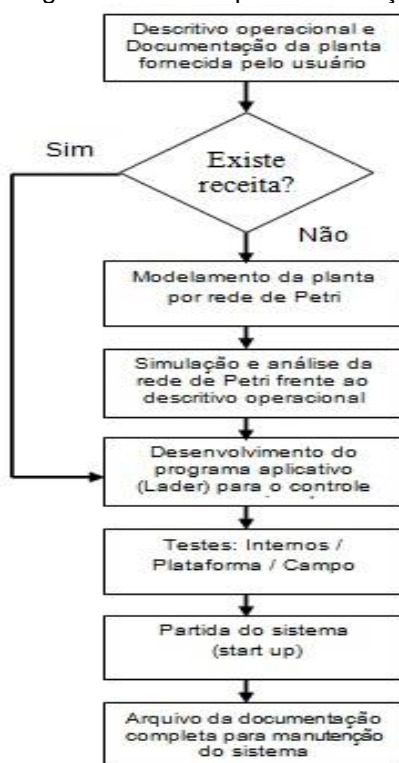 Descritivo operacional e
Documentação da planta
fornecida pelo usuário
Sim
Existe
receita?
Não
Modelamento da planta
por rede de Petri
Simulação e análise da
rede de Petri frente ao
descritivo operacional
Desenvolvimento do
programa aplicativo
(Lader) para o controle
Testes: Internos /
Plataforma / Campo
Partida do sistema
(start up)
Arquivo da documentação
completa para manutenção
do sistema